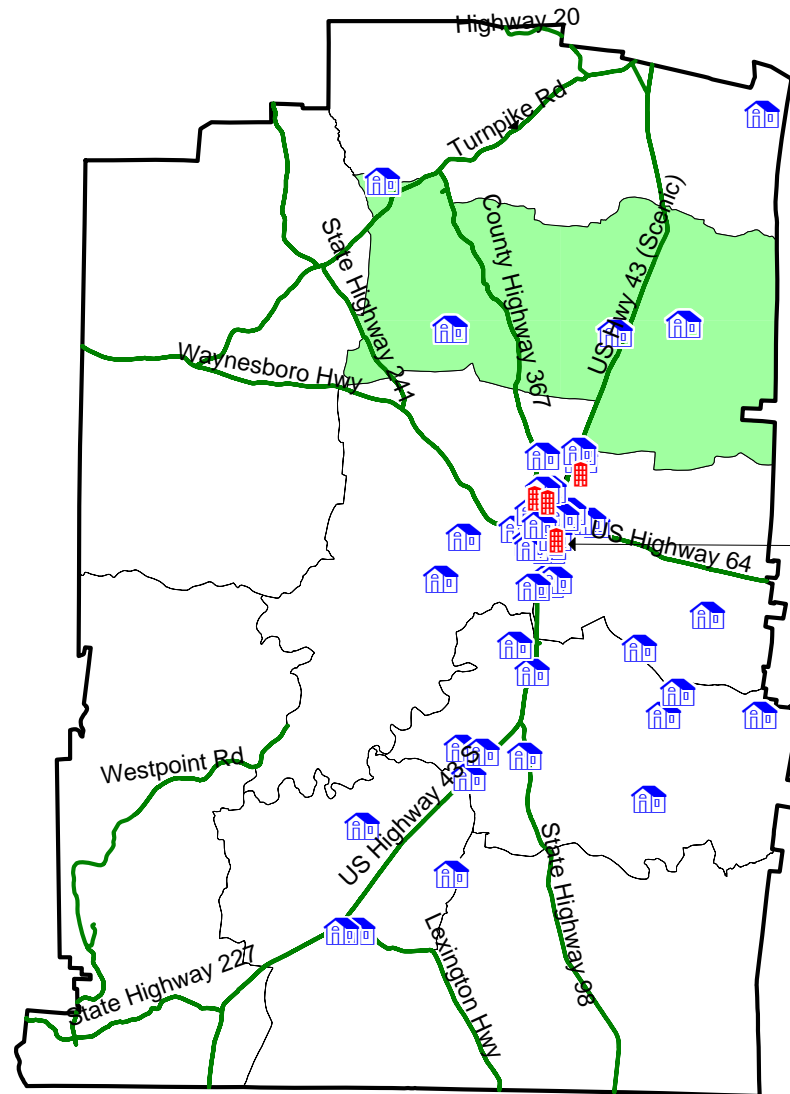 Highway 20
Turnpike Rd
County Highway 367
US Hwy 43 (Scenic)
State Highway 241
Waynesboro Hwy
US Highway 64
Westpoint Rd
US Highway 43 S
State Highway 98
Lexington Hwy
State Highway 227